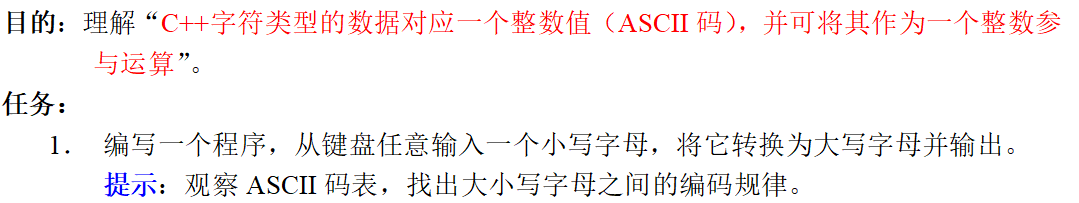 目的：理解“C++字符类型的数据对应一个整数值（ASCII 码），并可将其作为一个整数参
与运算”。
任务：
1. 编写一个程序，从键盘任意输入一个小写字母，将它转换为大写字母并输出。
提示：观察 ASCII 码表，找出大小写字母之间的编码规律。